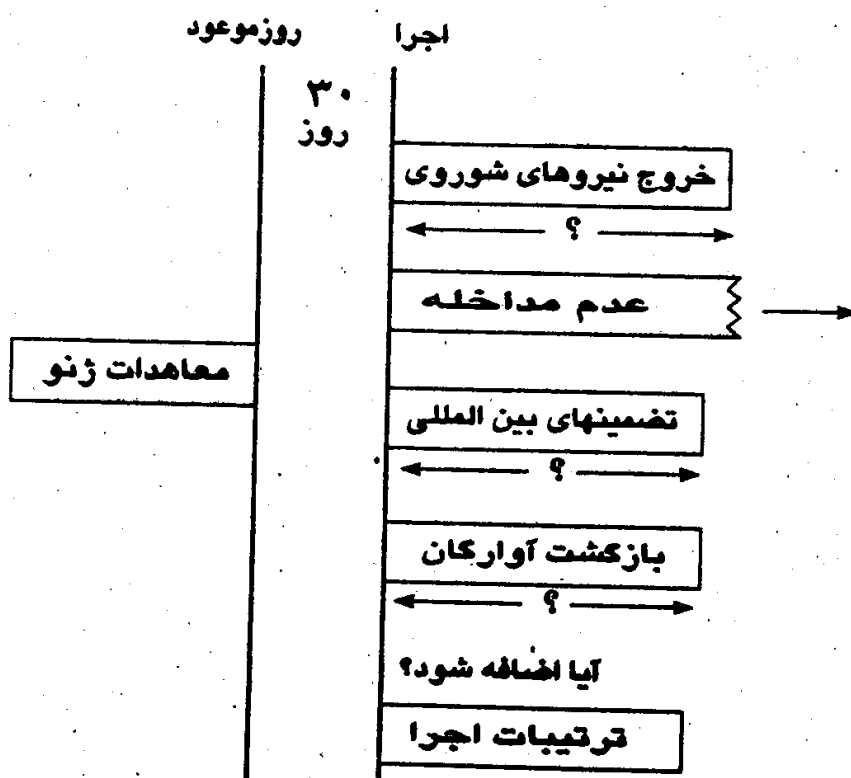 اجرا
روزموعود
۳۰
روز
خروج نیروهای شوروی
؟
عدم مداخله
معاهدات ژنو
تضمینهای بین المللی
؟
بازگشت آوارگان
؟
آیا اضافه شود؟
ترتیبات اجرا